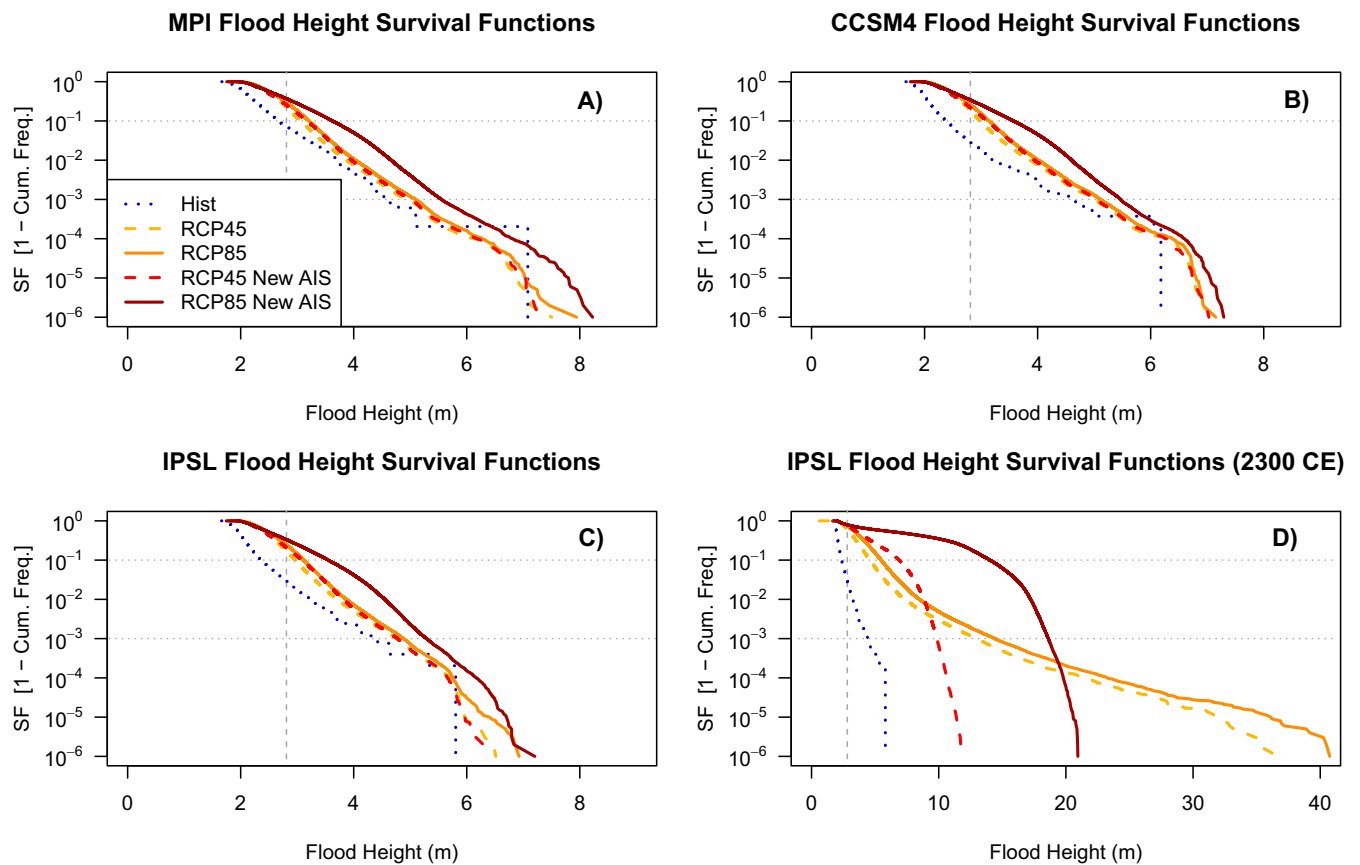 MPI Flood Height Survival Functions
A)
SF [1 − Cum. Freq.]
10^0
10^-1
10^-2
10^-3
10^-4
10^-5
10^-6
Hist
RCP45
RCP85
RCP45 New AIS
RCP85 New AIS
0 2 4 6 8
Flood Height (m)
CCSM4 Flood Height Survival Functions
B)
SF [1 − Cum. Freq.]
10^0
10^-1
10^-2
10^-3
10^-4
10^-5
10^-6
0 2 4 6 8
Flood Height (m)
IPSL Flood Height Survival Functions
C)
SF [1 − Cum. Freq.]
10^0
10^-1
10^-2
10^-3
10^-4
10^-5
10^-6
0 2 4 6 8
Flood Height (m)
IPSL Flood Height Survival Functions (2300 CE)
D)
SF [1 − Cum. Freq.]
10^0
10^-1
10^-2
10^-3
10^-4
10^-5
10^-6
0 10 20 30 40
Flood Height (m)